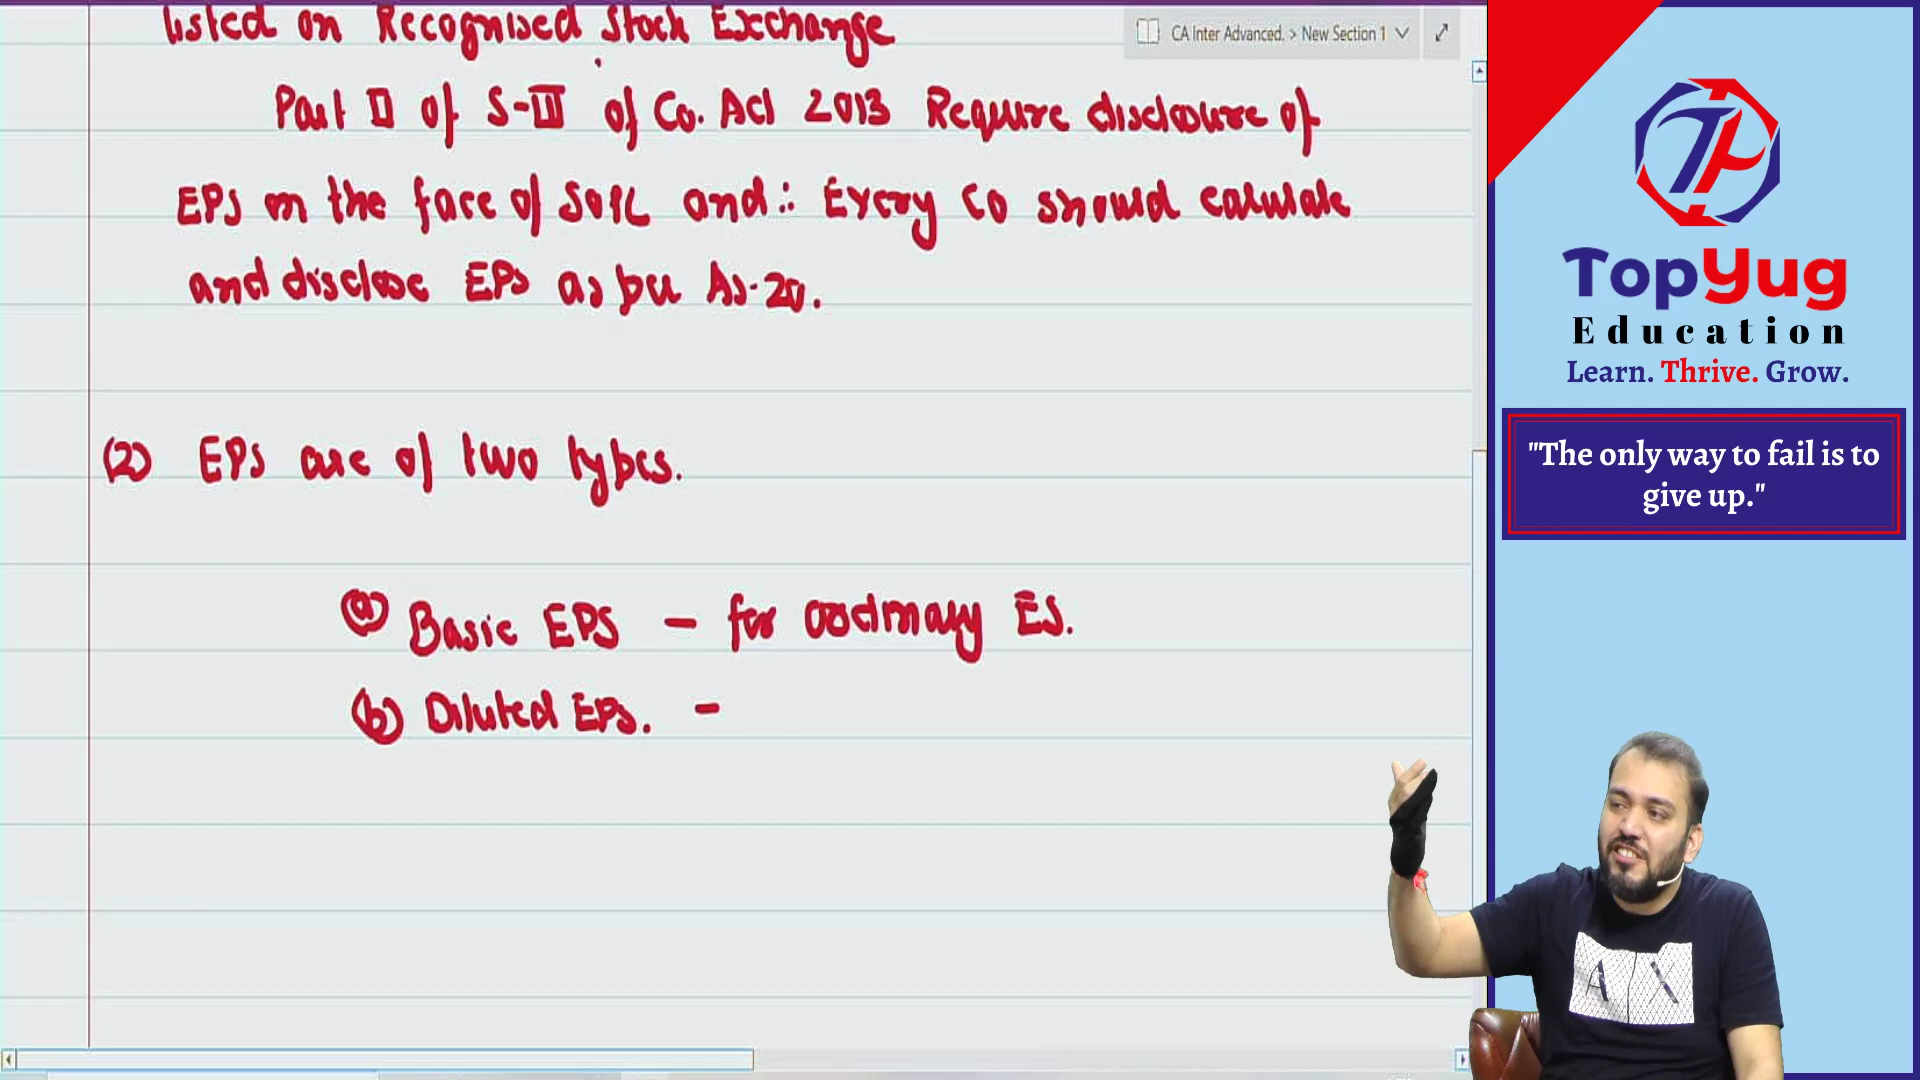 listed on Recognised Stock Exchange
Part II of S-III of Co. Act 2013 Require disclosure of
EPS on the face of SOPL and ∴ Every Co should calculate
and disclose EPS as per AS-20.
(2) EPS are of two types.
(a) Basic EPS - for ordinary ES.
(b) Diluted EPS. -
CA Inter Advanced. > New Section 1
TopYug
Education
Learn. Thrive. Grow.
"The only way to fail is to
give up."
A X